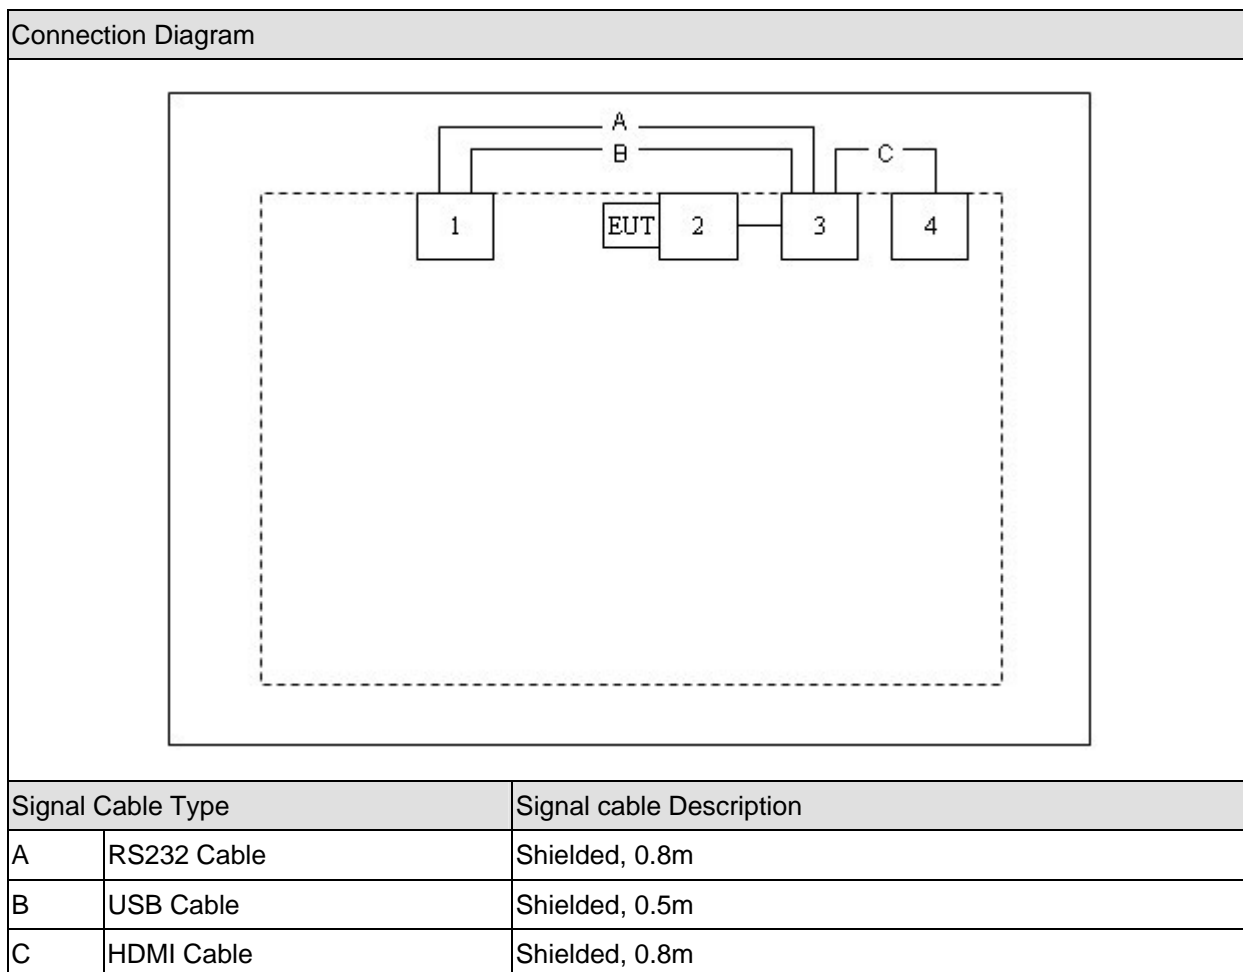 Connection Diagram
A
B
C
1
EUT 2
3
4
Signal Cable Type Signal cable Description
A RS232 Cable Shielded, 0.8m
B USB Cable Shielded, 0.5m
C HDMI Cable Shielded, 0.8m